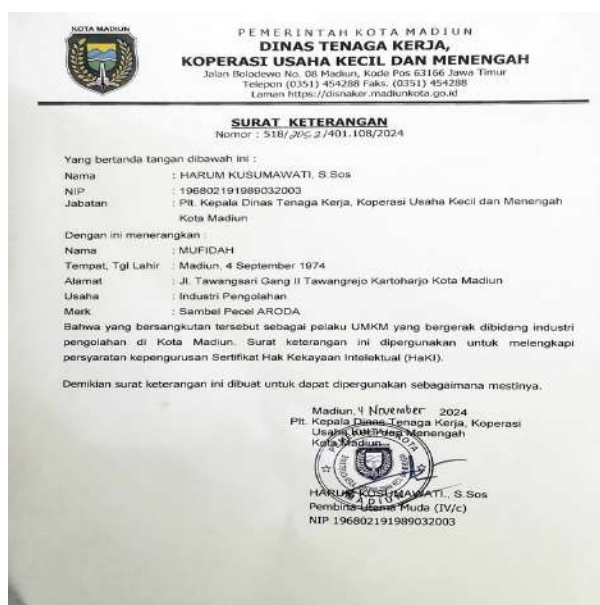 KOTA MADIUN
PEMERINTAH KOTA MADIUN
DINAS TENAGA KERJA,
KOPERASI USAHA KECIL DAN MENENGAH
Jalan Bolodewo No. 08 Madiun, Kode Pos 63166 Jawa Timur
Telepon (0351) 454288 Faks. (0351) 454288
Laman https://disnaker.madiunkota.go.id
SURAT KETERANGAN
Nomor : 518/2052/401.108/2024
Yang bertanda tangan dibawah ini :
Nama : HARUM KUSUMAWATI, S.Sos
NIP : 196802191989032003
Jabatan : Plt. Kepala Dinas Tenaga Kerja, Koperasi Usaha Kecil dan Menengah
Kota Madiun
Dengan ini menerangkan :
Nama : MUFIDAH
Tempat, Tgl Lahir : Madiun, 4 September 1974
Alamat : Jl. Tawangsari Gang II Tawangrejo Kartoharjo Kota Madiun
Usaha : Industri Pengolahan
Merk : Sambel Pecel ARODA
Bahwa yang bersangkutan tersebut sebagai pelaku UMKM yang bergerak dibidang industri
pengolahan di Kota Madiun. Surat keterangan ini dipergunakan untuk melengkapi
persyaratan kepengurusan Sertifikat Hak Kekayaan Intelektual (HaKI).
Demikian surat keterangan ini dibuat untuk dapat dipergunakan sebagaimana mestinya.
Madiun, 4 November 2024
Plt. Kepala Dinas Tenaga Kerja, Koperasi
Usaha Kecil dan Menengah
Kota Madiun
HARUM KUSUMAWATI., S.Sos
Pembina Utama Muda (IV/c)
NIP 196802191989032003